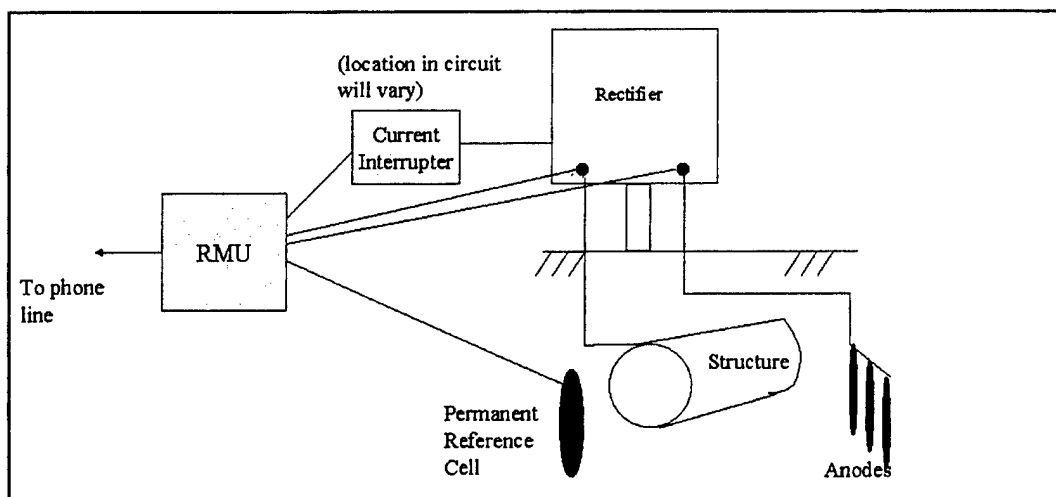 (location in circuit
will vary)
Rectifier
Current
Interrupter
RMU
To phone
line
Structure
Permanent
Reference
Cell
Anodes